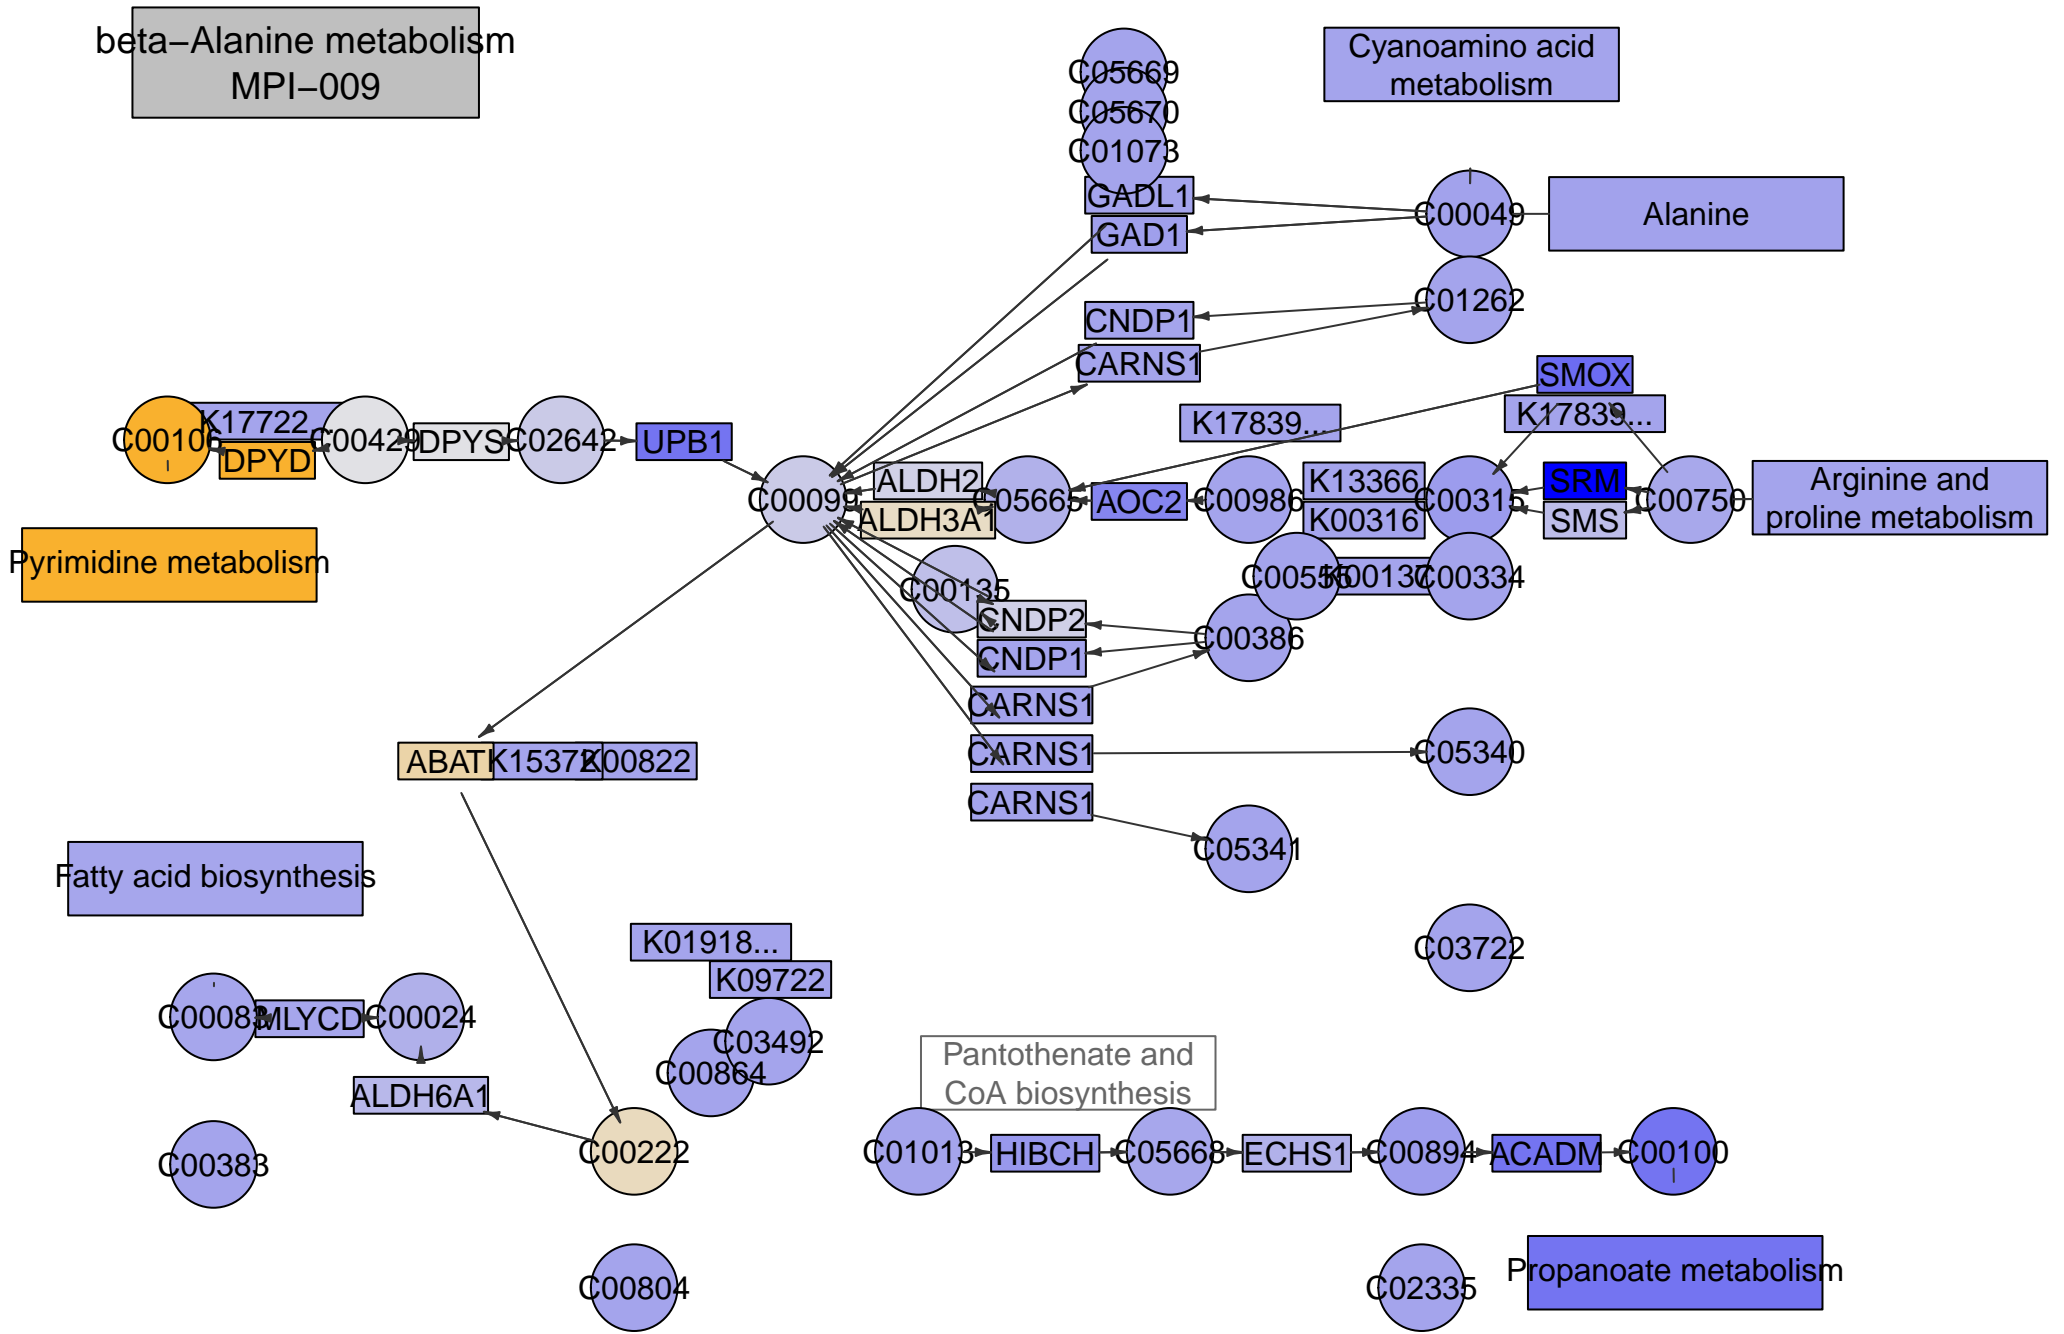 beta−Alanine metabolism
MPI−009
C05669
C05670
C01073
Cyanoamino acid
metabolism
GADL1
GAD1
C00049
Alanine
C01262
CNDP1
CARNS1
SMOX
K17839...
K17839...
C00106
K17722...
DPYD
C00429
DPYS
C02642
UPB1
C00099
ALDH2
ALDH3A1
C05665
AOC2
C00986
K13366
K00316
C00315
SRM
SMS
C00750
Arginine and
proline metabolism
Pyrimidine metabolism
C00135
C00555
K00137
C00334
CNDP2
CNDP1
C00386
CARNS1
CARNS1
CARNS1
C05340
C05341
ABAT
K15372
K00822
Fatty acid biosynthesis
K01918...
K09722
C03722
C00083
MLYCD
C00024
C03492
C00864
Pantothenate and
CoA biosynthesis
ALDH6A1
C00383
C00222
C01013
HIBCH
C05668
ECHS1
C00894
ACADM
C00100
C00804
C02335
Propanoate metabolism